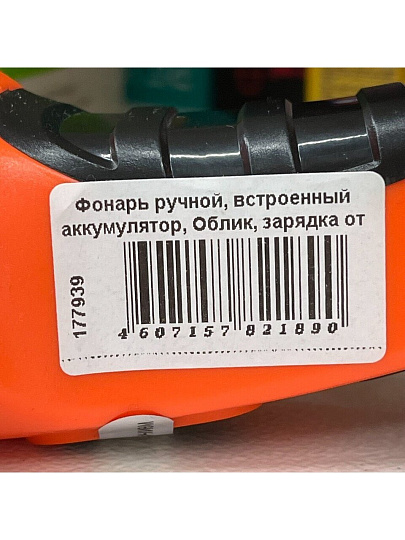 Фонарь ручной, встроенный
аккумулятор, Облик, зарядка от
177939
4 607157 821890